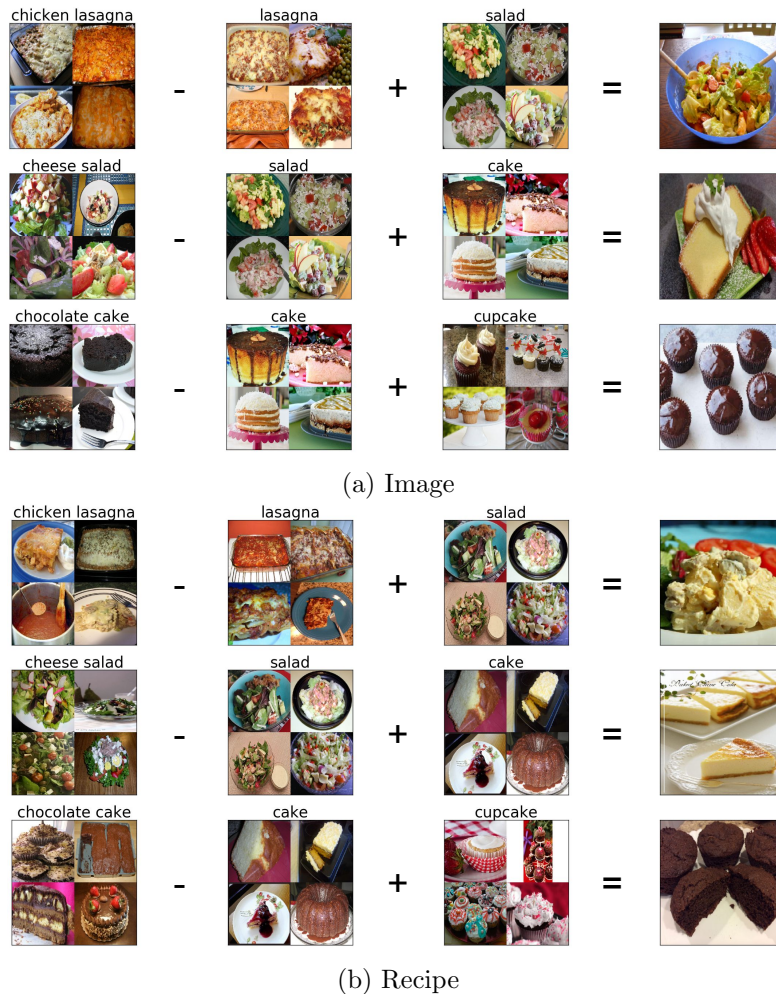 chicken lasagna lasagna salad
- + =
cheese salad salad cake
- + =
chocolate cake cake cupcake
- + =
(a) Image
chicken lasagna lasagna salad
- + =
cheese salad salad cake
- + =
chocolate cake cake cupcake
- + =
(b) Recipe